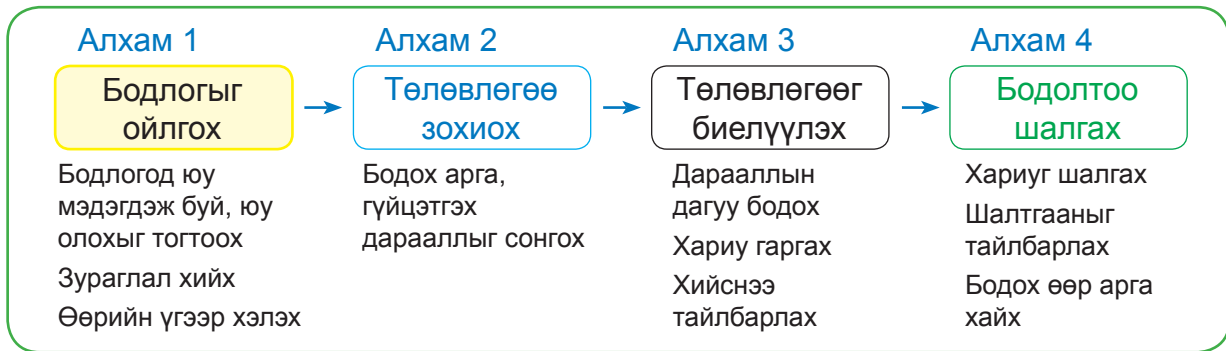 Алхам 1
Бодлогыг
ойлгох
Бодлогод юу
мэдэгдэж буй, юу
олохыг тогтоох
Зураглал хийх
Өөрийн үгээр хэлэх
Алхам 2
Төлөвлөгөө
зохиох
Бодох арга,
гүйцэтгэх
дарааллыг сонгох
Алхам 3
Төлөвлөгөөг
биелүүлэх
Дарааллын
дагуу бодох
Хариу гаргах
Хийснээ
тайлбарлах
Алхам 4
Бодолтоо
шалгах
Хариуг шалгах
Шалтгааныг
тайлбарлах
Бодох өөр арга
хайх